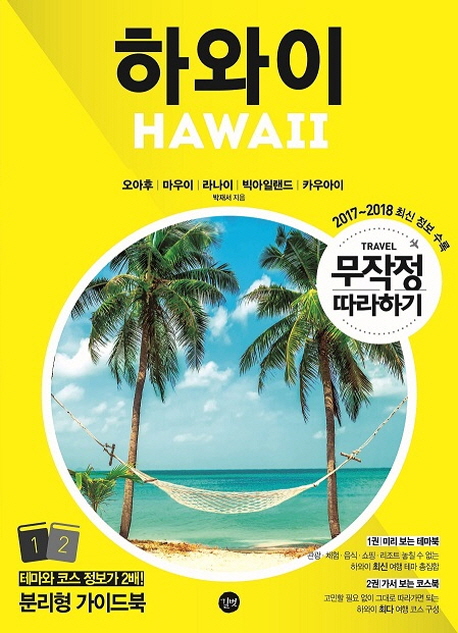 하와이
HAWAII
오아후 | 마우이 | 라나이 | 빅아일랜드 | 카우아이
박재서 지음
2017~2018 최신 정보 수록
TRAVEL
무작정
따라하기
1 2
테마와 코스 정보가 2배!
분리형 가이드북
길벗
1권 | 미리 보는 테마북
관광 · 체험 · 음식 · 쇼핑 · 리조트 놓칠 수 없는
하와이 최신 여행 테마 총집합
2권 | 가서 보는 코스북
고민할 필요 없이 그대로 따라가면 되는
하와이 최다 여행 코스 구성